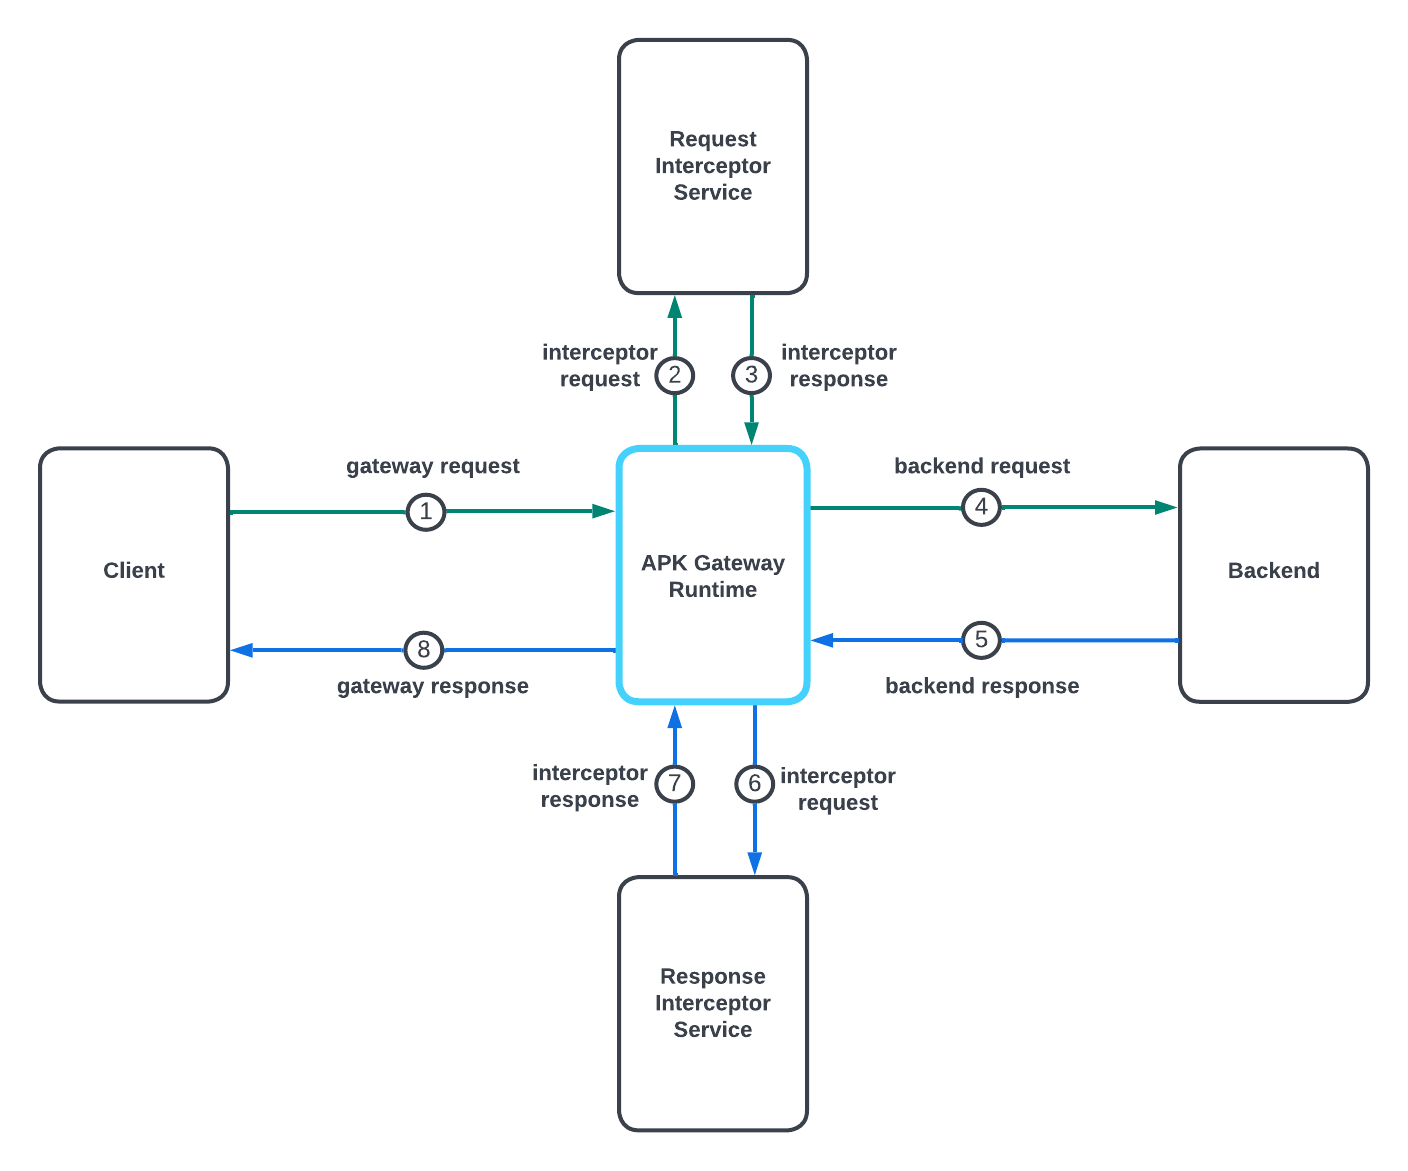 Request
Interceptor
Service
interceptor
request
2
3
interceptor
response
gateway request
1
backend request
4
Client
APK Gateway
Runtime
Backend
8
gateway response
5
backend response
interceptor
response
7
6
interceptor
request
Response
Interceptor
Service